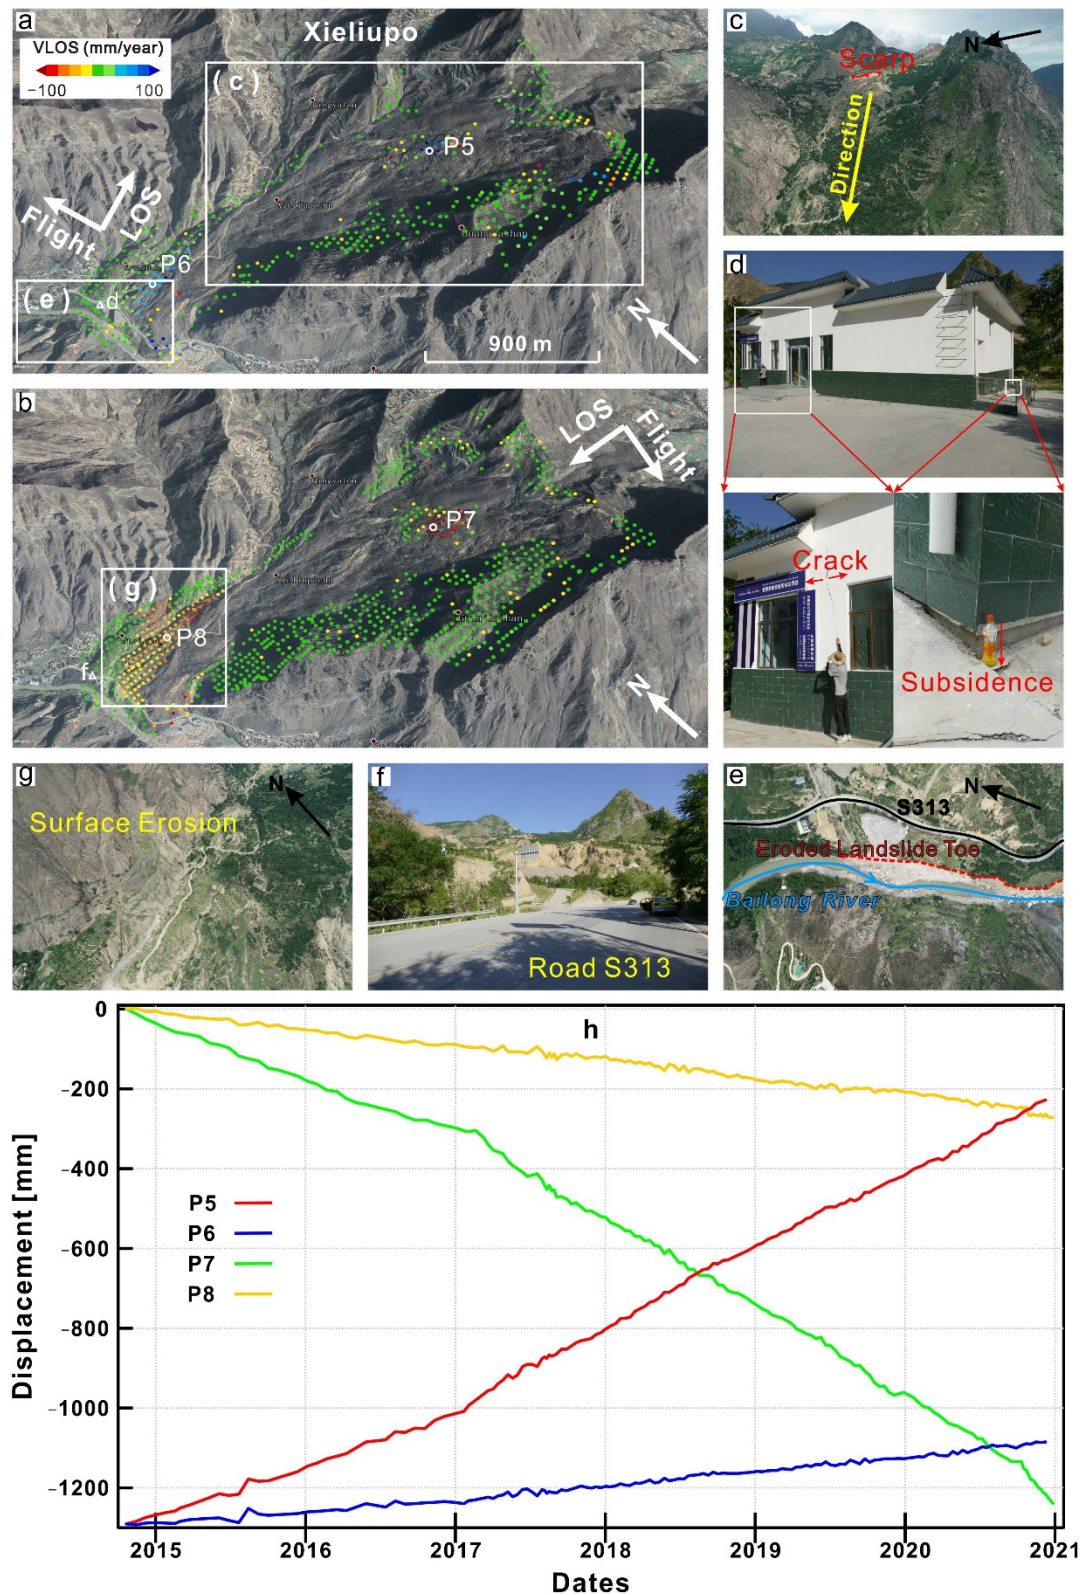 a
Xieliupo
VLOS (mm/year)
−100 100
( c )
P5
LOS
Flight
P6
( e )
d
900 m
N
b
LOS
Flight
P7
( g )
P8
f
N
c
N
Scarp
Direction
d
Crack
Subsidence
g
N
Surface Erosion
f
Road S313
e
N
S313
Eroded Landslide Toe
Bailong River
h
Displacement [mm]
0
−200
−400
−600
−800
−1000
−1200
P5
P6
P7
P8
2015 2016 2017 2018 2019 2020 2021
Dates